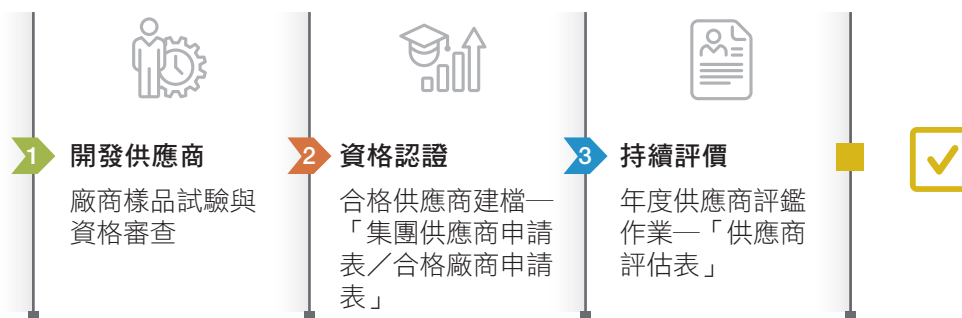 1
開發供應商
廠商樣品試驗與
資格審查
2
資格認證
合格供應商建檔—
「集團供應商申請
表／合格廠商申請
表」
3
持續評價
年度供應商評鑑
作業—「供應商
評估表」